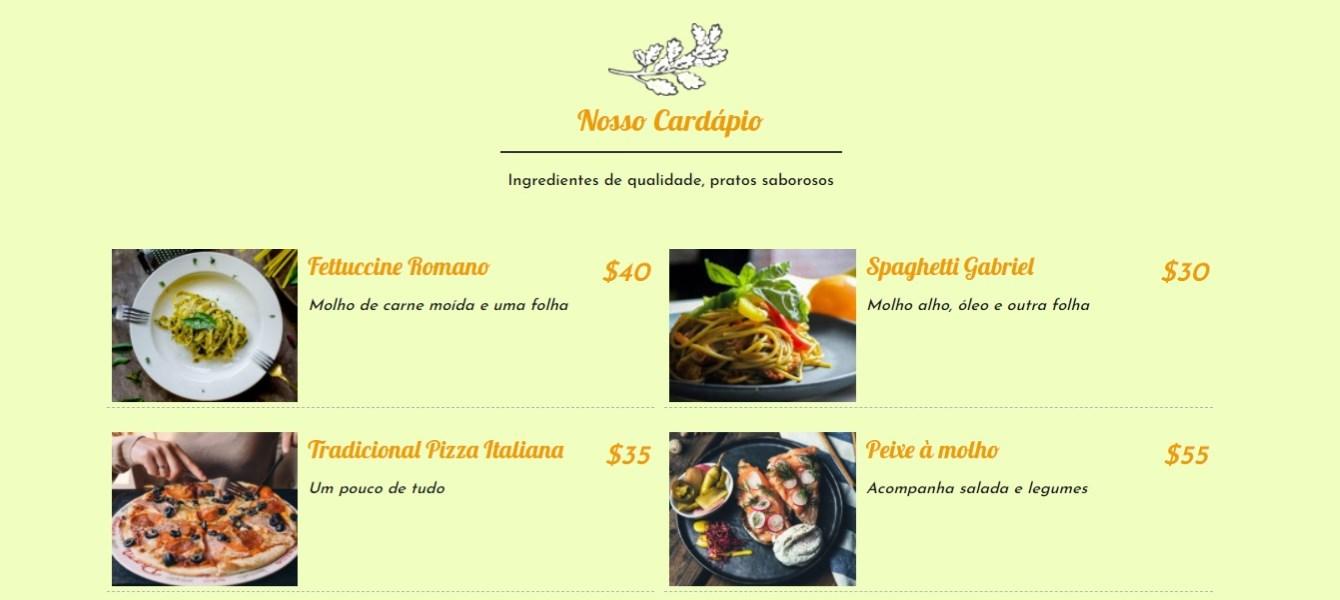 Nosso Cardápio
Ingredientes de qualidade, pratos saborosos
Fettuccine Romano
$40
Molho de carne moída e uma folha
Spaghetti Gabriel
$30
Molho alho, óleo e outra folha
Tradicional Pizza Italiana
$35
Um pouco de tudo
Peixe à molho
$55
Acompanha salada e legumes